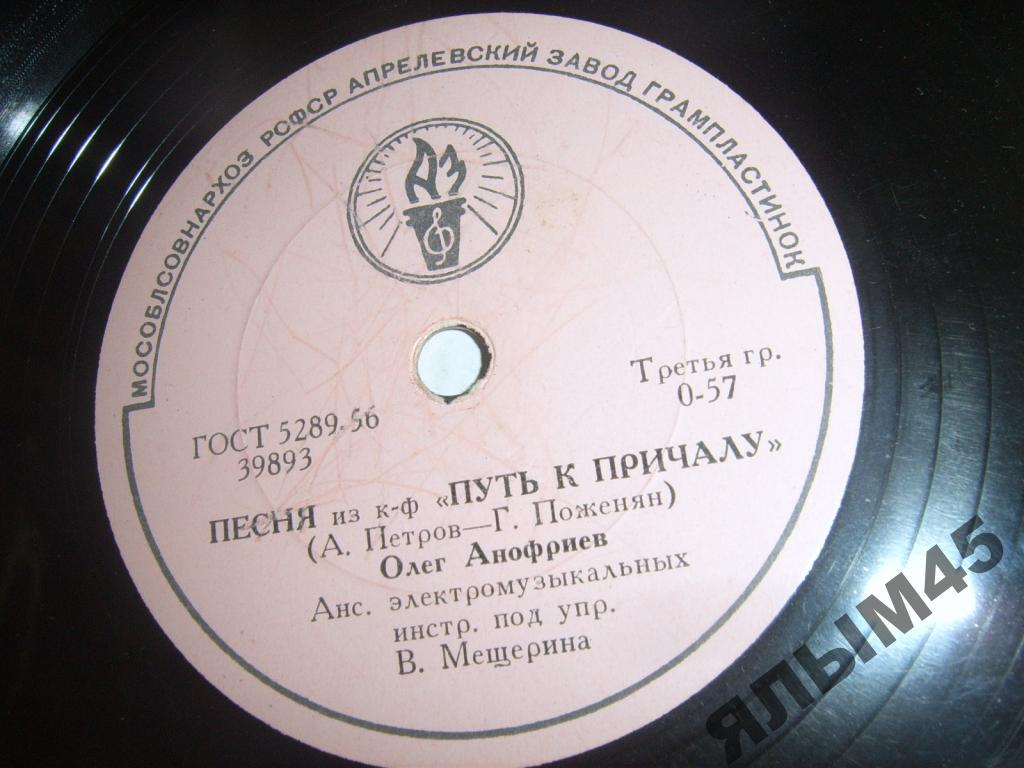 МОСОБЛСОВНАРХОЗ РСФСР АПРЕЛЕВСКИЙ ЗАВОД ГРАМПЛАСТИНОК
АЗ
ГОСТ 5289-56
39893
Третья гр.
0-57
ПЕСНЯ из к-ф «ПУТЬ К ПРИЧАЛУ»
(А. Петров—Г. Поженян)
Олег Анофриев
Анс. электромузыкальных
инстр. под упр.
В. Мещерина
ЯЛЫМ45